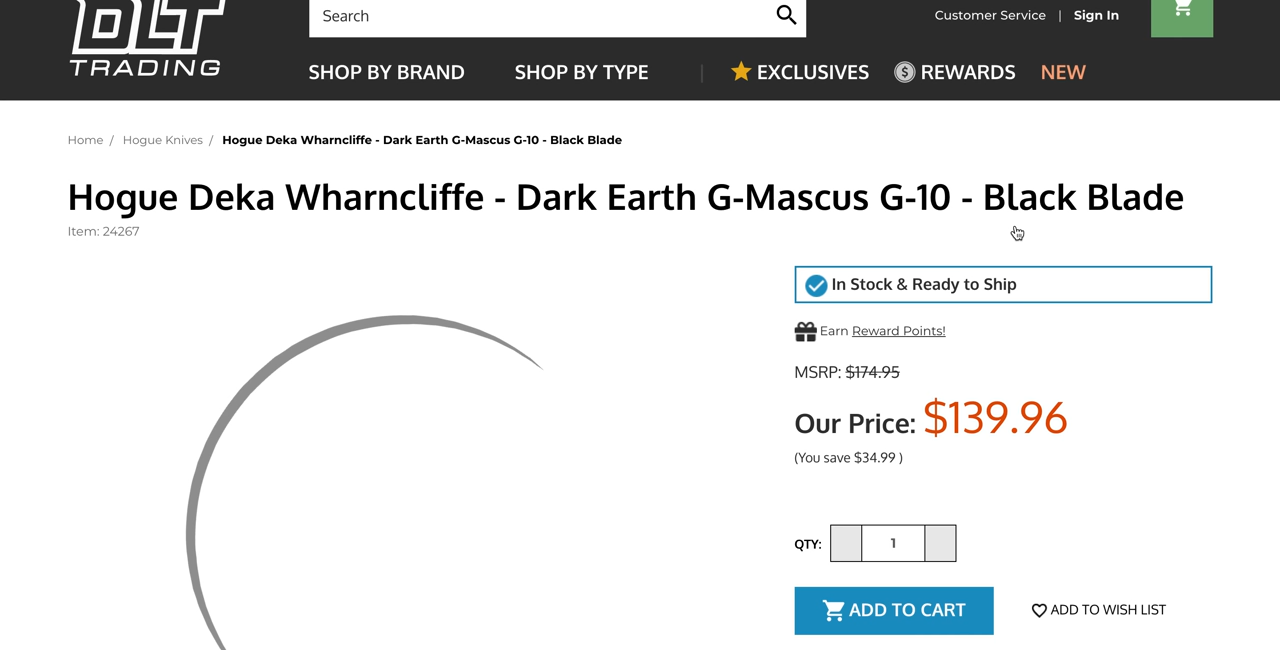 DLT
TRADING
Search
Customer Service | Sign In
SHOP BY BRAND SHOP BY TYPE | EXCLUSIVES $ REWARDS NEW
Home / Hogue Knives / Hogue Deka Wharncliffe - Dark Earth G-Mascus G-10 - Black Blade
Hogue Deka Wharncliffe - Dark Earth G-Mascus G-10 - Black Blade
Item: 24267
In Stock & Ready to Ship
Earn Reward Points!
MSRP: $174.95
Our Price: $139.96
(You save $34.99 )
QTY: 1
ADD TO CART ADD TO WISH LIST